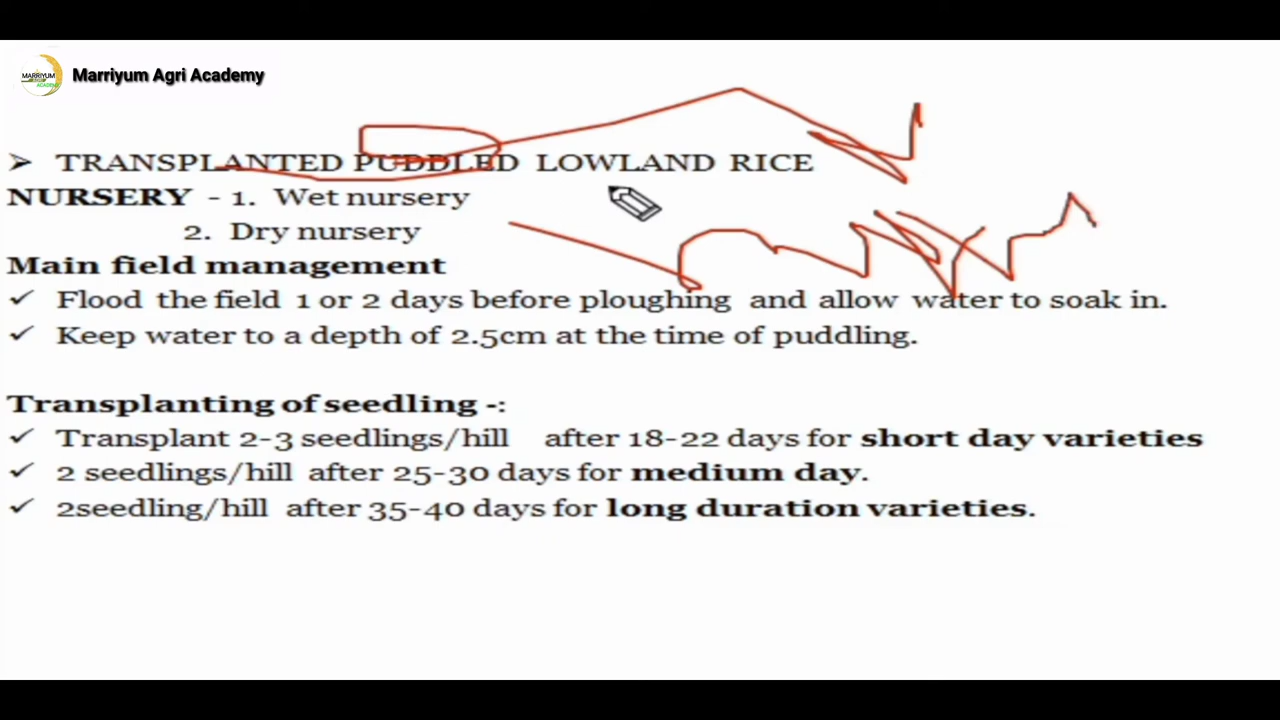 MARRIYUM
ACADEMY
Marriyum Agri Academy
➢ TRANSPLANTED PUDDLED LOWLAND RICE
NURSERY - 1. Wet nursery
2. Dry nursery
Main field management
✓ Flood the field 1 or 2 days before ploughing and allow water to soak in.
✓ Keep water to a depth of 2.5cm at the time of puddling.
Transplanting of seedling -:
✓ Transplant 2-3 seedlings/hill after 18-22 days for short day varieties
✓ 2 seedlings/hill after 25-30 days for medium day.
✓ 2seedling/hill after 35-40 days for long duration varieties.